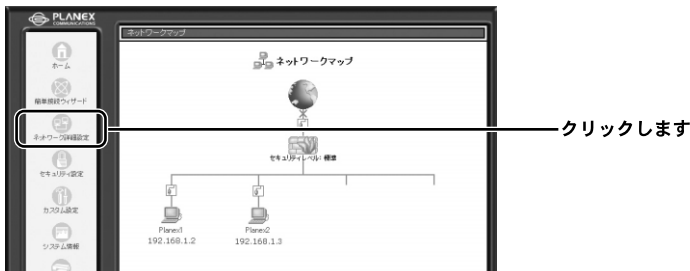 PLANEX
COMMUNICATIONS
ネットワークマップ
ホーム
ネットワークマップ
簡単接続ウィザード
ネットワーク詳細設定
クリックします
セキュリティレベル: 標準
セキュリティ設定
カスタム設定
Planex1
192.168.1.2
Planex2
192.168.1.3
システム情報